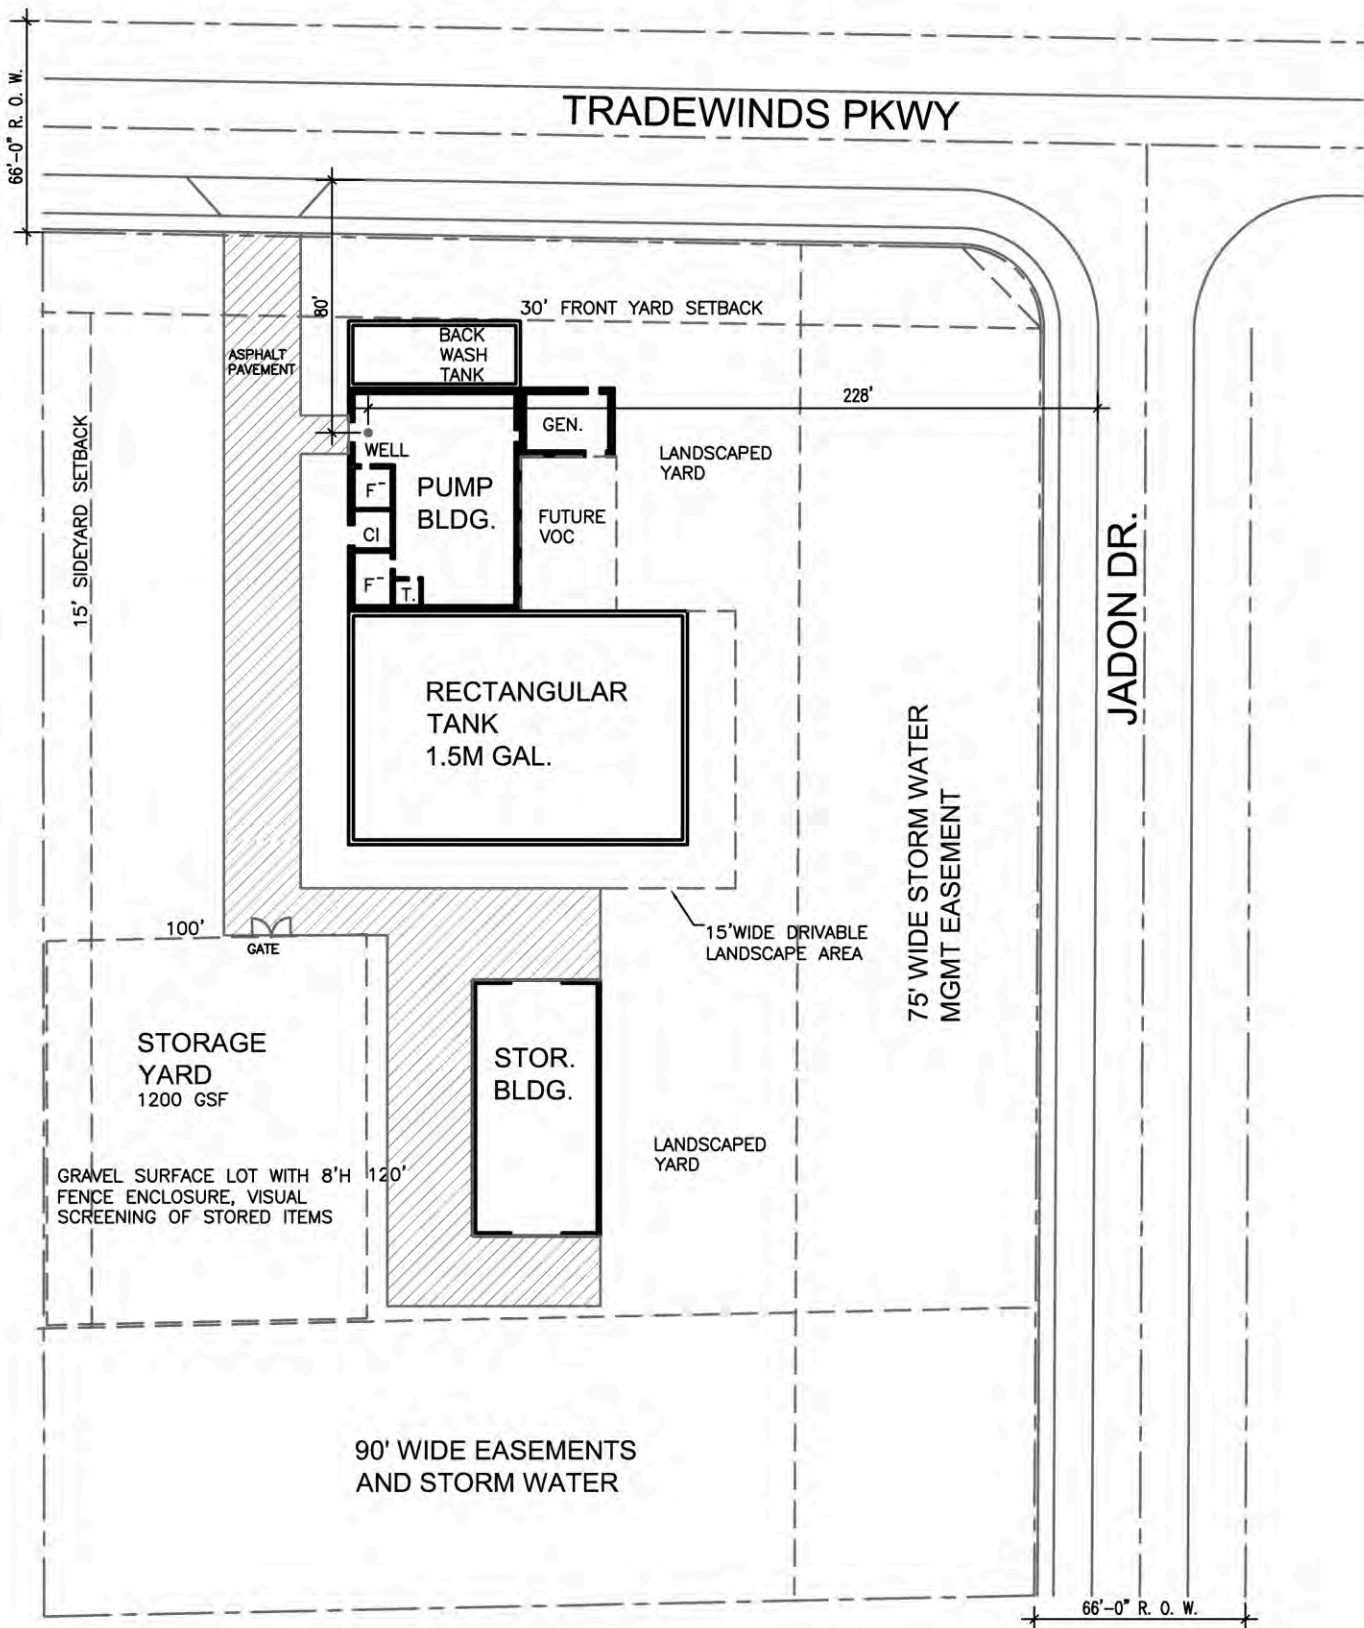 TRADEWINDS PKWY
66'-0" R. O. W.
80'
30' FRONT YARD SETBACK
BACK
WASH
TANK
ASPHALT
PAVEMENT
228'
GEN.
WELL
LANDSCAPED
YARD
15' SIDEYARD SETBACK
F-
PUMP
BLDG.
CI
FUTURE
VOC
F-
T.
JADON DR.
RECTANGULAR
TANK
1.5M GAL.
75' WIDE STORM WATER
MGMT EASEMENT
100'
GATE
15'WIDE DRIVABLE
LANDSCAPE AREA
STORAGE
YARD
1200 GSF
STOR.
BLDG.
LANDSCAPED
YARD
GRAVEL SURFACE LOT WITH 8'H
FENCE ENCLOSURE, VISUAL
SCREENING OF STORED ITEMS
120'
90' WIDE EASEMENTS
AND STORM WATER
66'-0" R. O. W.